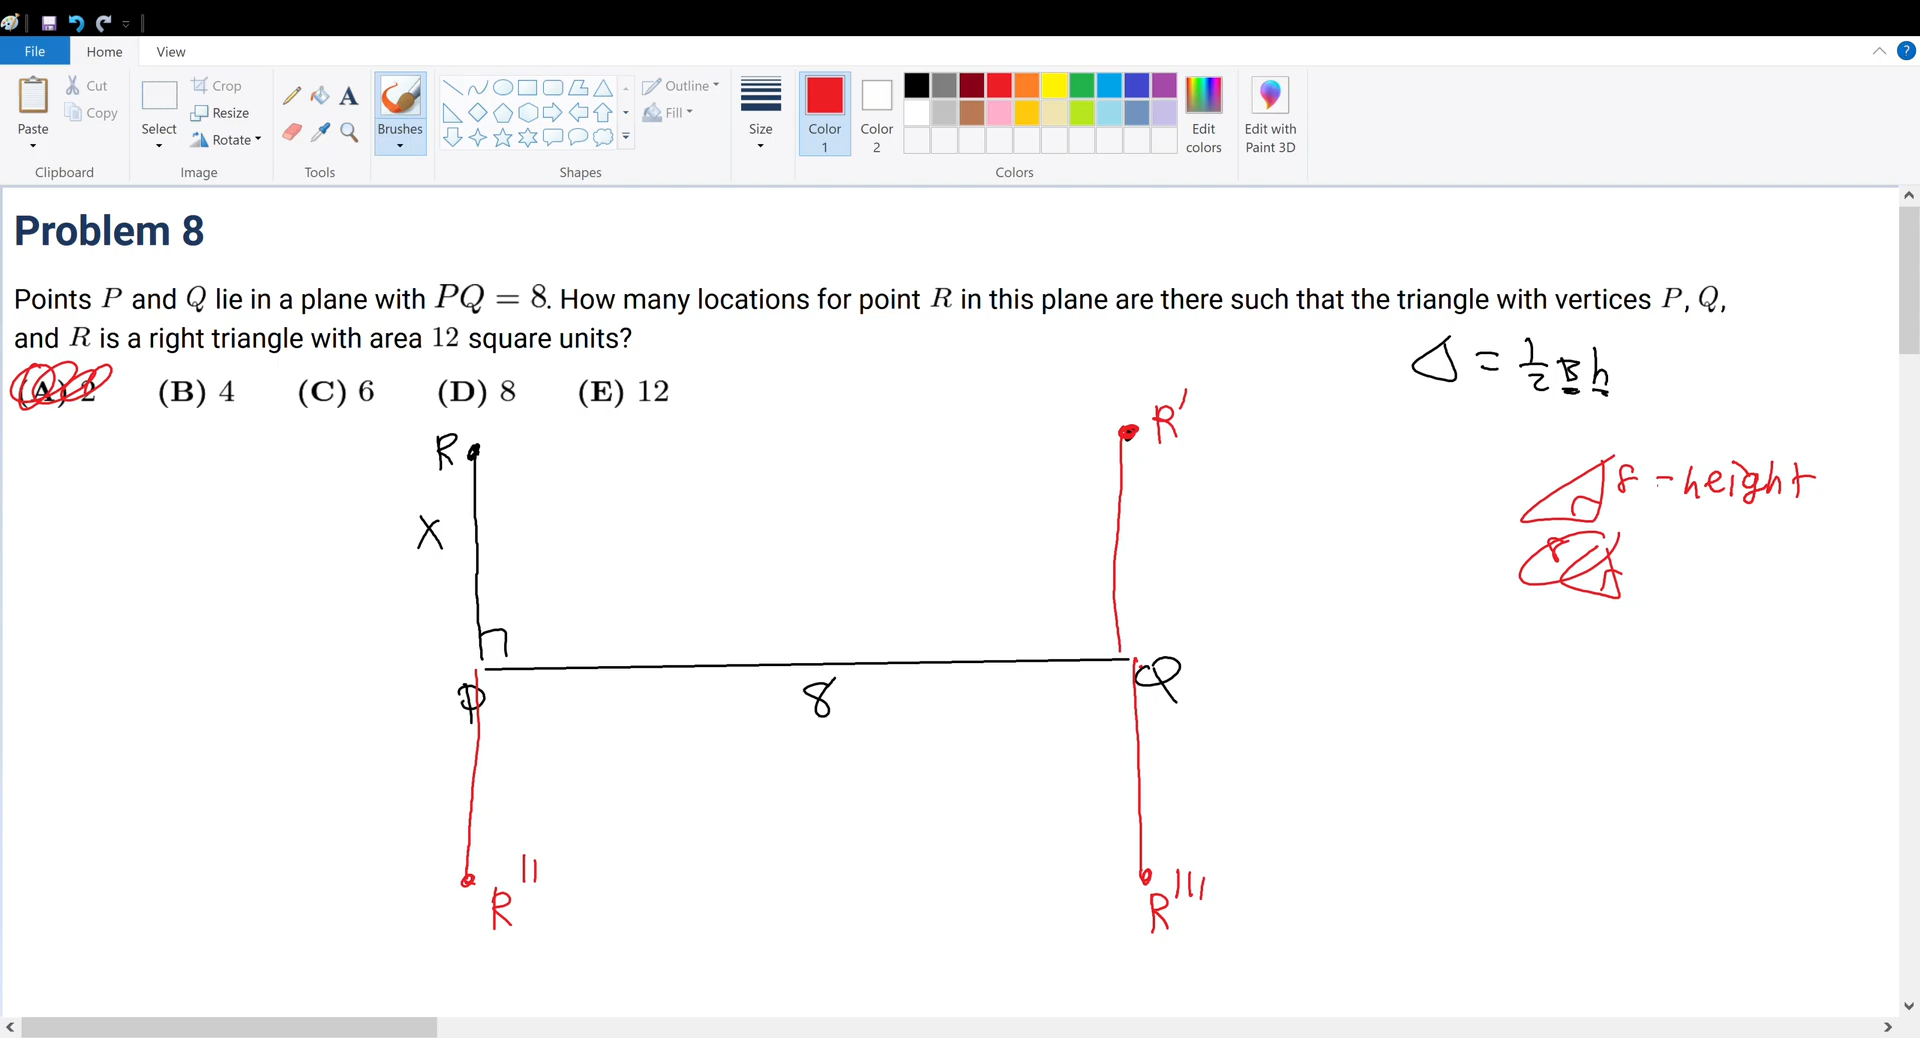 File Home View
Cut
Copy
Paste
Clipboard
Crop
Resize
Rotate
Select
Image
Tools
Brushes
Outline
Fill
Shapes
Size
Color 1
Color 2
Edit colors
Edit with Paint 3D
Colors
Problem 8
Points P and Q lie in a plane with PQ = 8. How many locations for point R in this plane are there such that the triangle with vertices P, Q,
and R is a right triangle with area 12 square units?
(A) 2 (B) 4 (C) 6 (D) 8 (E) 12
△ = 1/2 B h
R
R'
8 - height
X
P
8
Q
R''
R'''